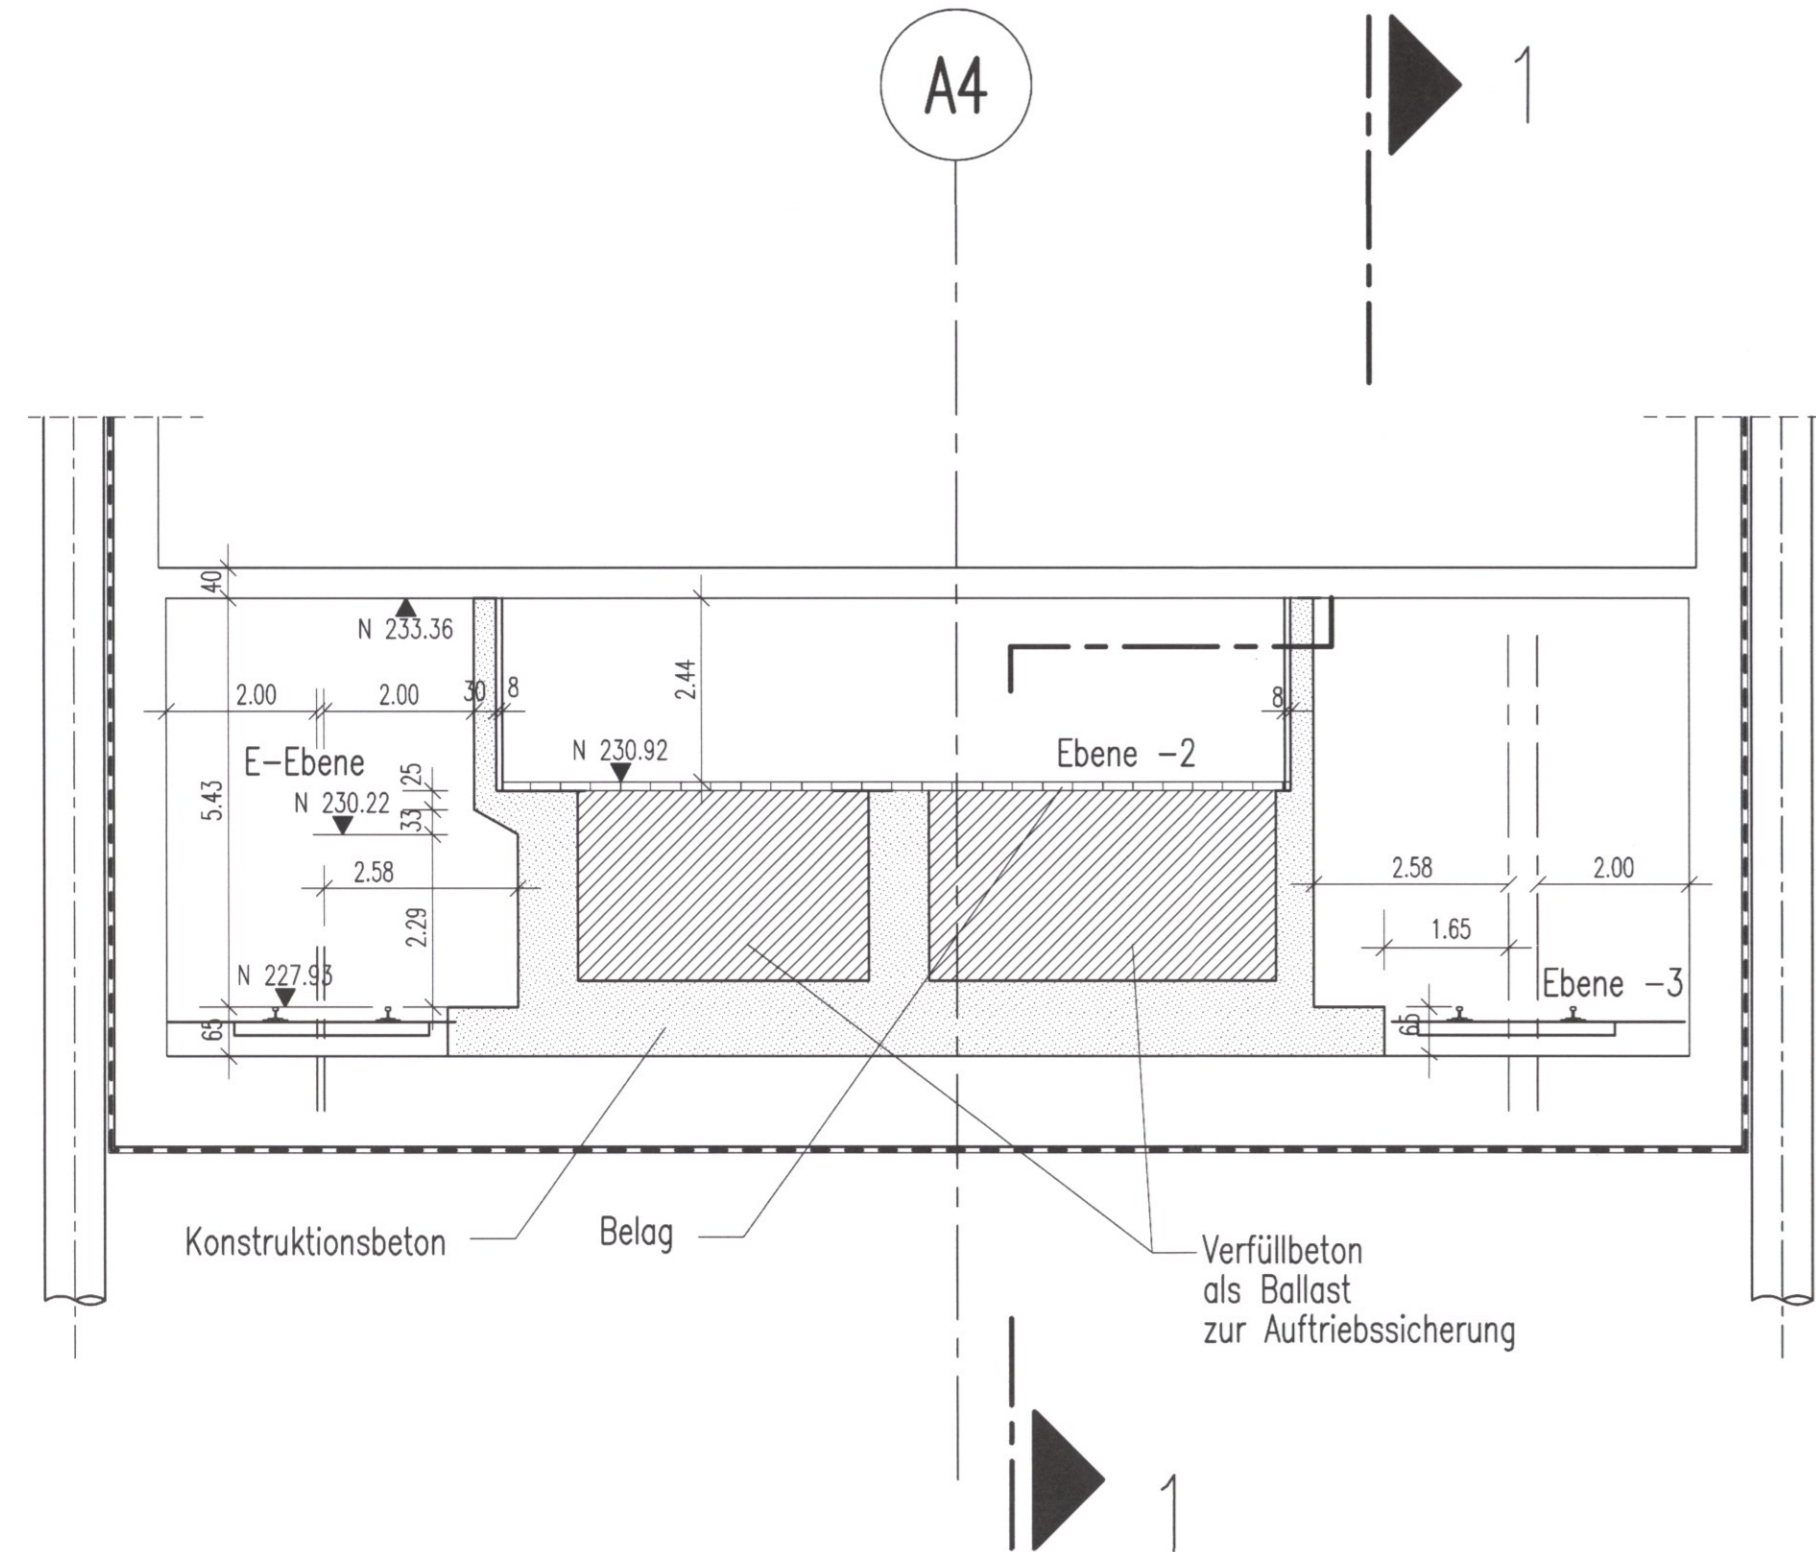 A4
1
40
N 233.36
2.44
2.00
2.00
30
8
8
E-Ebene
N 230.92
Ebene -2
25
N 230.22
5.43
33
2.58
2.58
2.00
2.29
1.65
N 227.93
Ebene -3
65
65
Konstruktionsbeton
Belag
Verfüllbeton
als Ballast
zur Auftriebssicherung
1